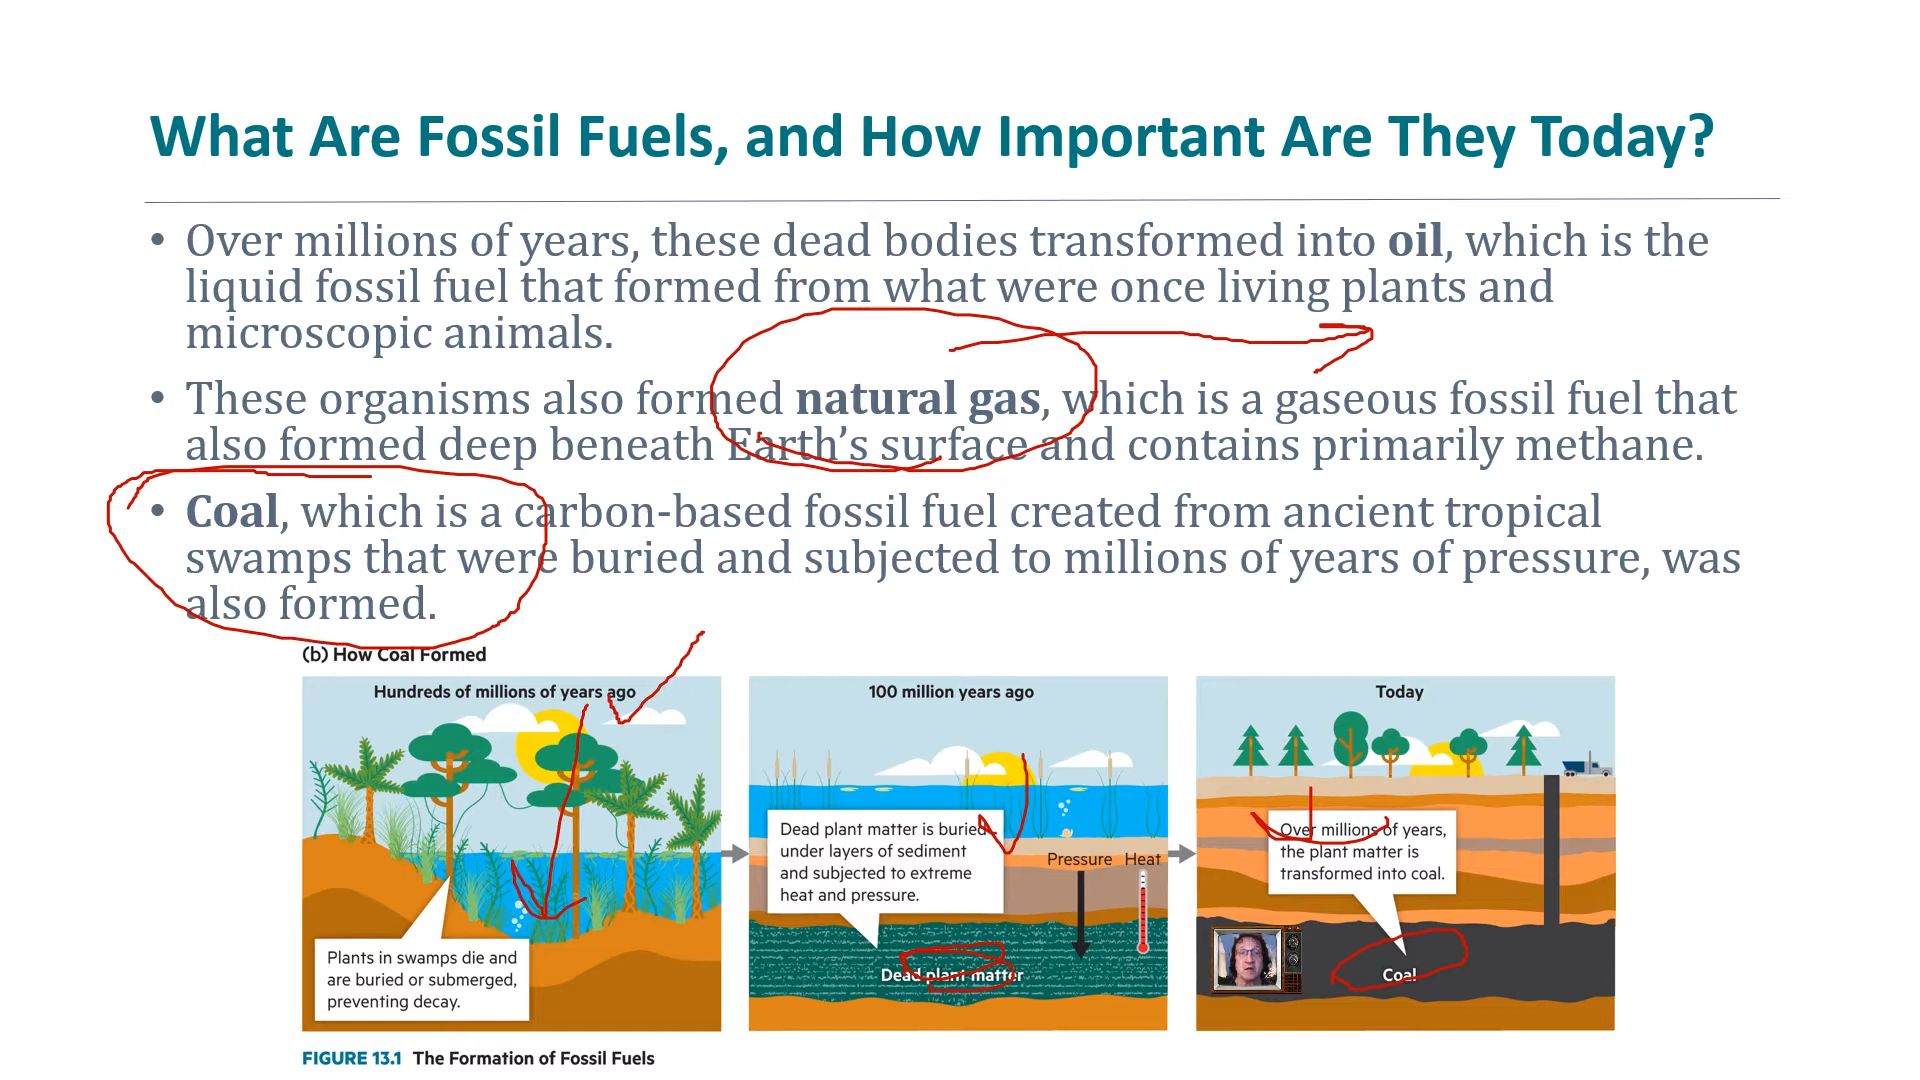 What Are Fossil Fuels, and How Important Are They Today?
• Over millions of years, these dead bodies transformed into oil, which is the
liquid fossil fuel that formed from what were once living plants and
microscopic animals.
• These organisms also formed natural gas, which is a gaseous fossil fuel that
also formed deep beneath Earth’s surface and contains primarily methane.
• Coal, which is a carbon-based fossil fuel created from ancient tropical
swamps that were buried and subjected to millions of years of pressure, was
also formed.
(b) How Coal Formed
Hundreds of millions of years ago
Plants in swamps die and
are buried or submerged,
preventing decay.
100 million years ago
Dead plant matter is buried
under layers of sediment
and subjected to extreme
heat and pressure.
Pressure Heat
Dead plant matter
Today
Over millions of years,
the plant matter is
transformed into coal.
Coal
FIGURE 13.1 The Formation of Fossil Fuels